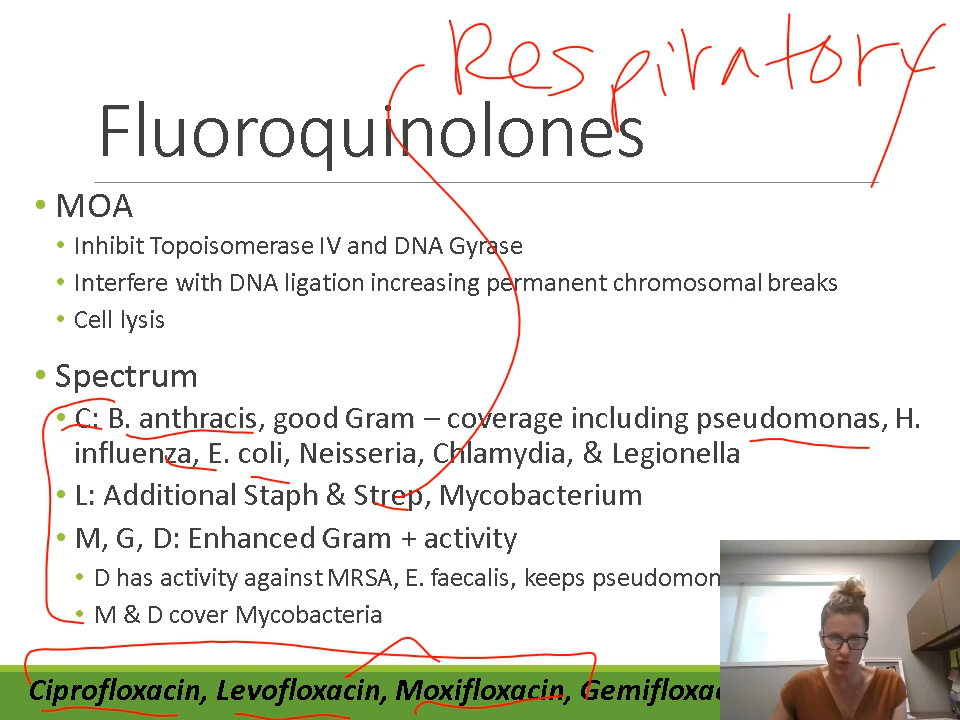 Respiratory
Fluoroquinolones
• MOA
• Inhibit Topoisomerase IV and DNA Gyrase
• Interfere with DNA ligation increasing permanent chromosomal breaks
• Cell lysis
• Spectrum
• C: B. anthracis, good Gram – coverage including pseudomonas, H.
influenza, E. coli, Neisseria, Chlamydia, & Legionella
• L: Additional Staph & Strep, Mycobacterium
• M, G, D: Enhanced Gram + activity
• D has activity against MRSA, E. faecalis, keeps
• M & D cover Mycobacteria
Ciprofloxacin, Levofloxacin, Moxifloxacin,